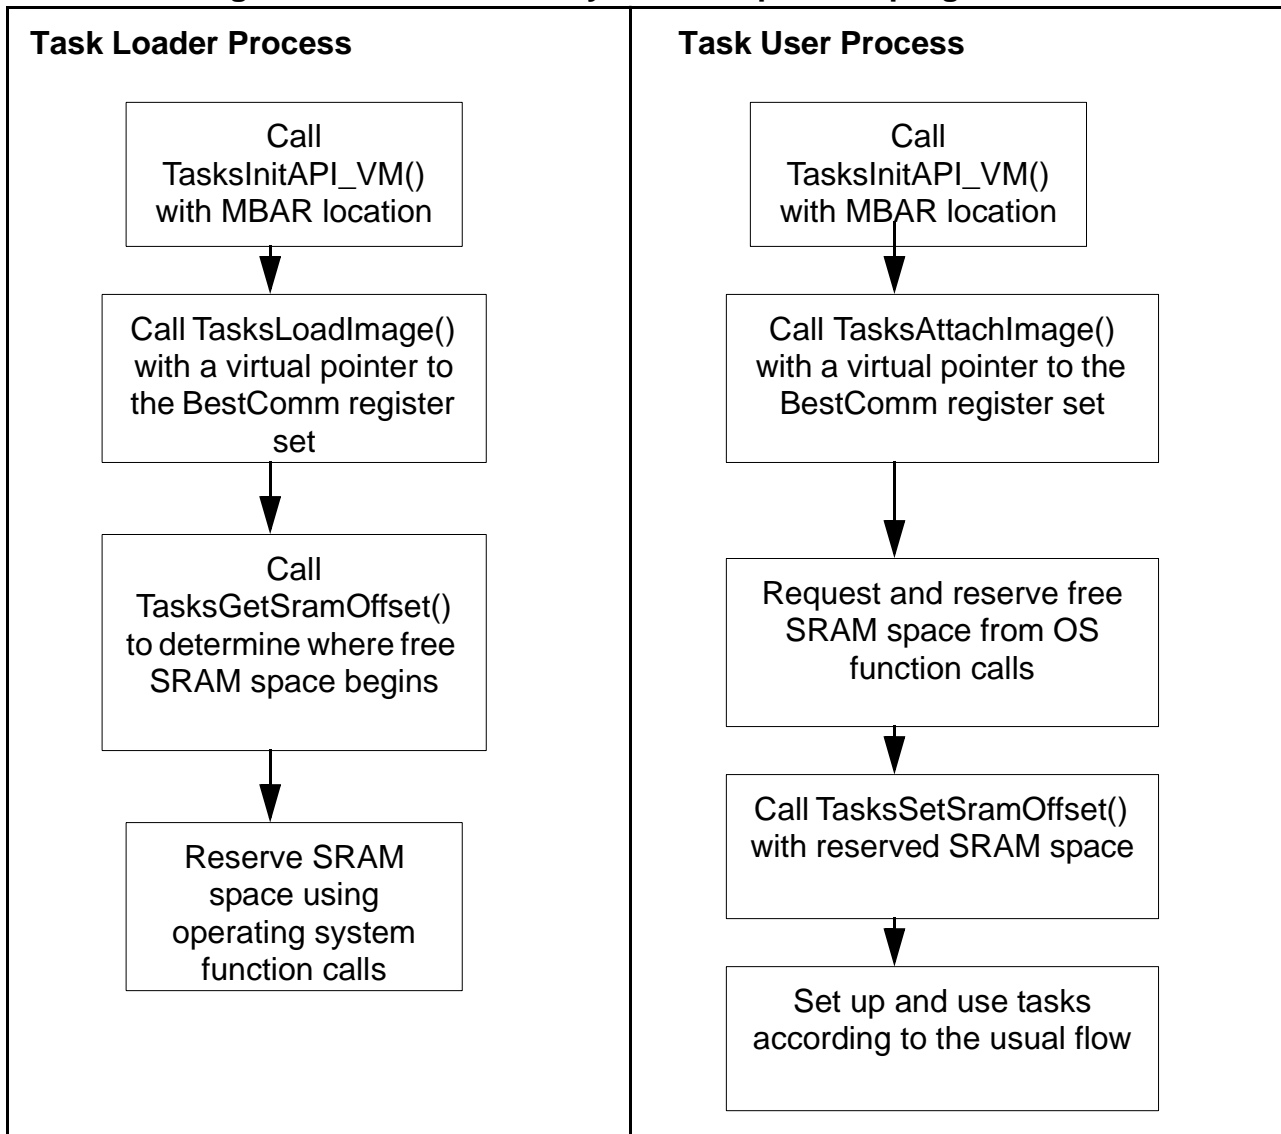 Task Loader Process
Call
TasksInitAPI_VM()
with MBAR location
Call TasksLoadImage()
with a virtual pointer to
the BestComm register
set
Call
TasksGetSramOffset()
to determine where free
SRAM space begins
Reserve SRAM
space using
operating system
function calls
Task User Process
Call
TasksInitAPI_VM()
with MBAR location
Call TasksAttachImage()
with a virtual pointer to the
BestComm register set
Request and reserve free
SRAM space from OS
function calls
Call TasksSetSramOffset()
with reserved SRAM space
Set up and use tasks
according to the usual flow